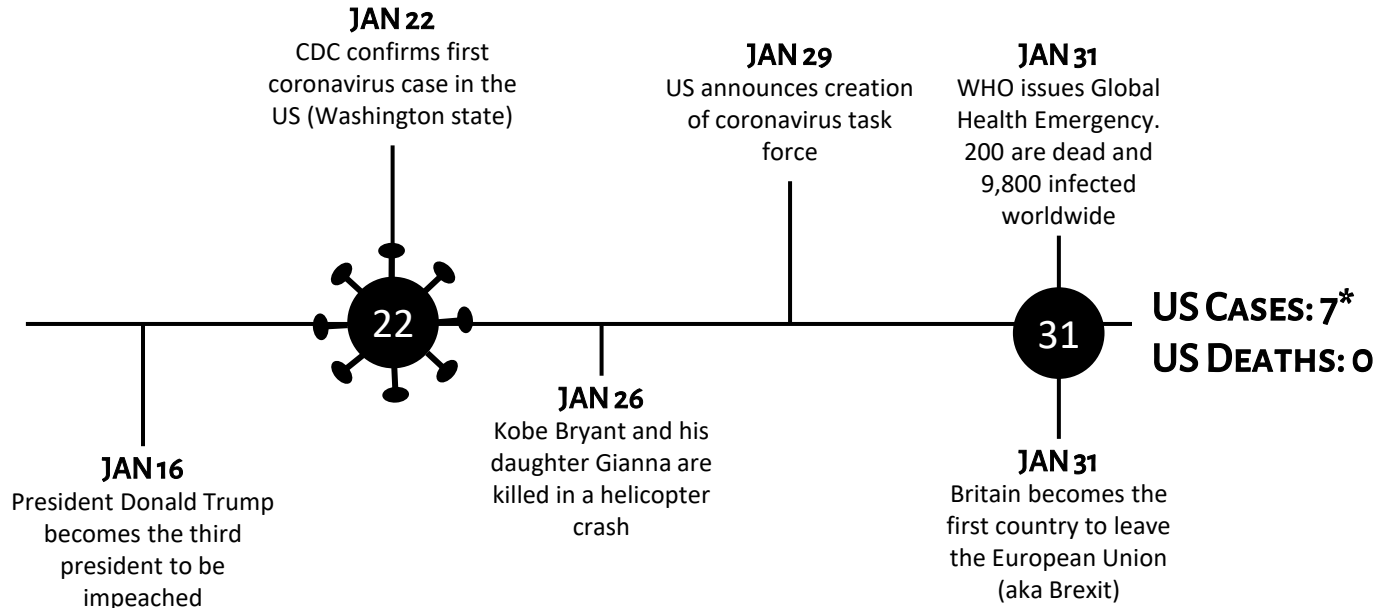 JAN 22
CDC confirms first
coronavirus case in the
US (Washington state)
JAN 29
US announces creation
of coronavirus task
force
JAN 31
WHO issues Global
Health Emergency.
200 are dead and
9,800 infected
worldwide
22
31
US CASES: 7*
US DEATHS: 0
JAN 16
President Donald Trump
becomes the third
president to be
impeached
JAN 26
Kobe Bryant and his
daughter Gianna are
killed in a helicopter
crash
JAN 31
Britain becomes the
first country to leave
the European Union
(aka Brexit)